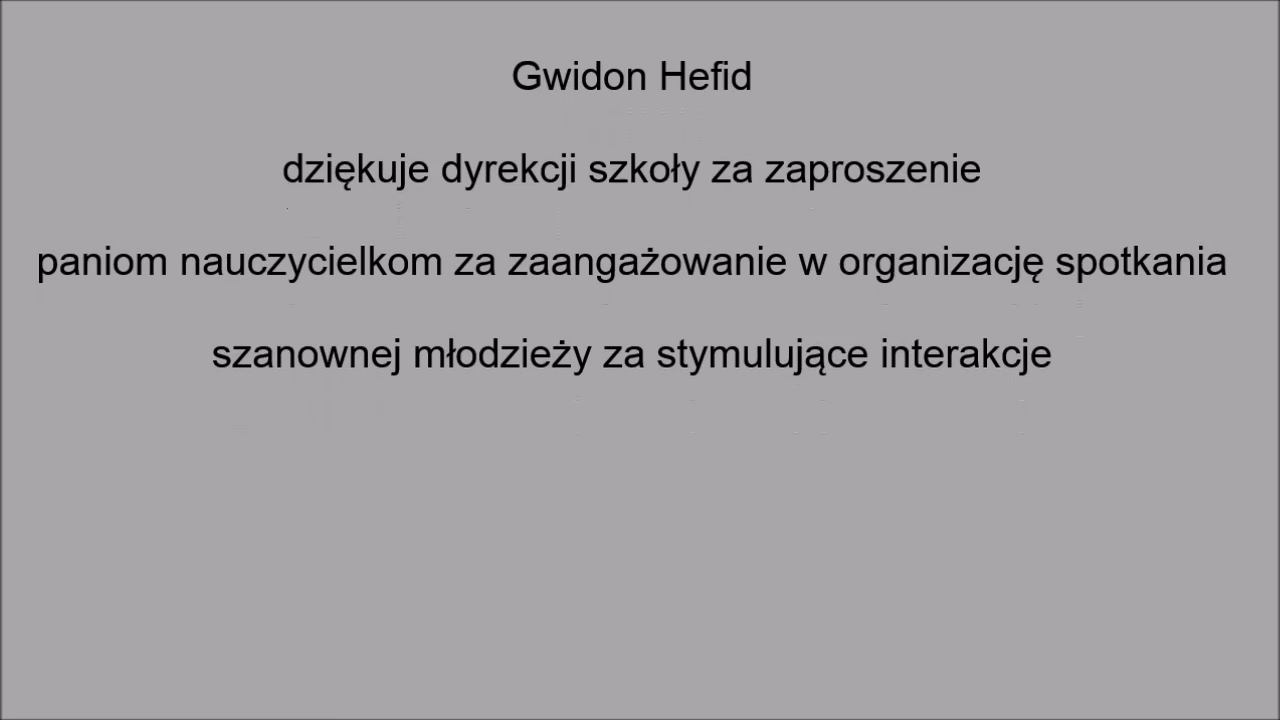 Gwidon Hefid
dziękuje dyrekcji szkoły za zaproszenie
paniom nauczycielkom za zaangażowanie w organizację spotkania
szanownej młodzieży za stymulujące interakcje